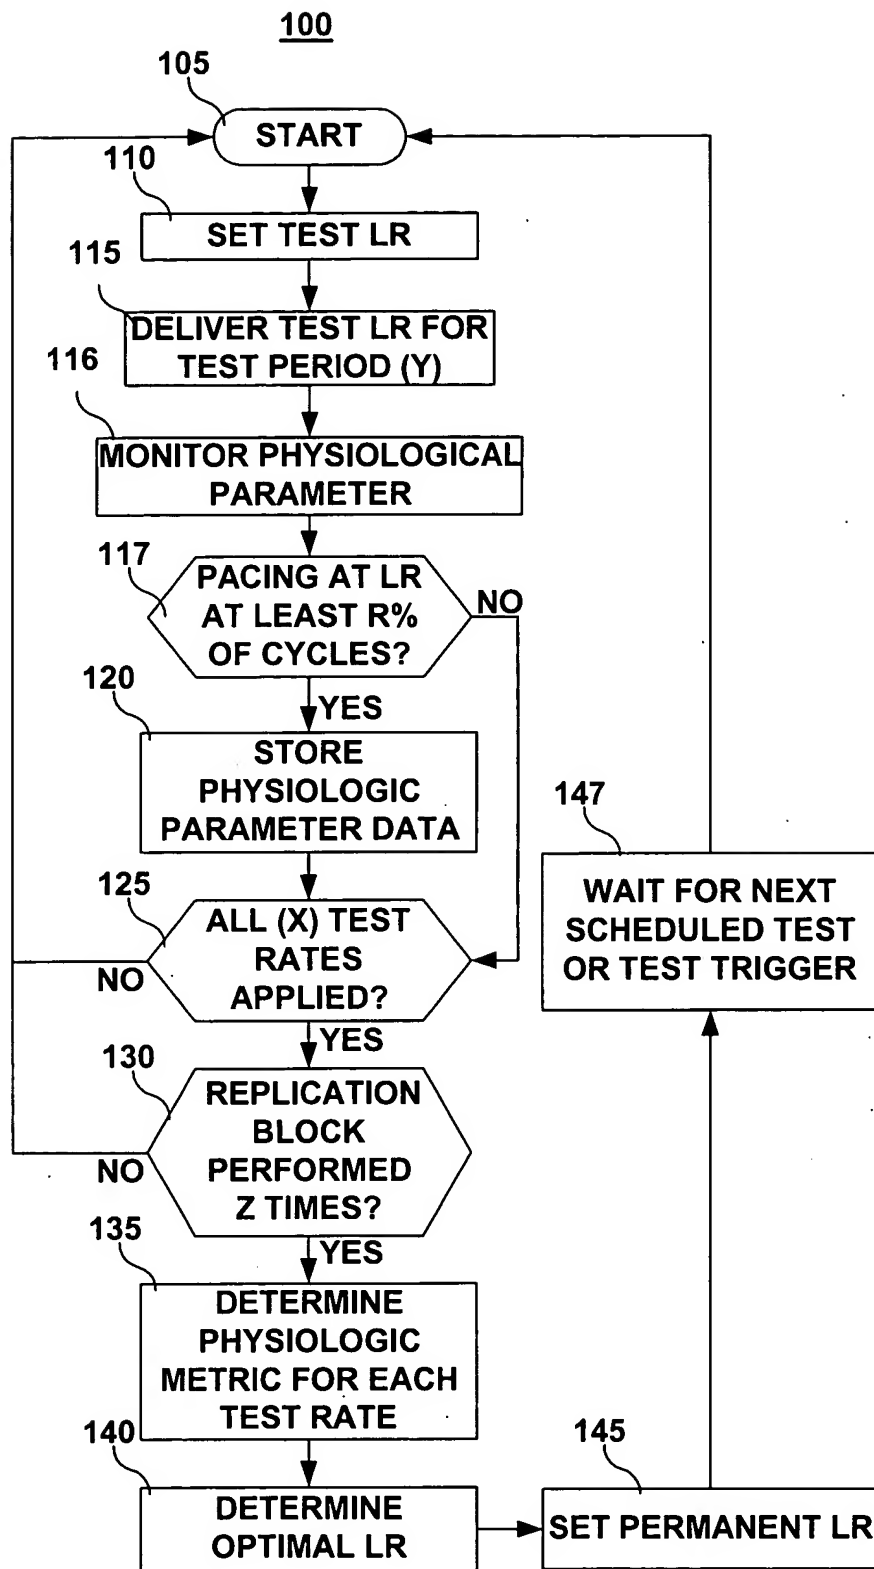 100
105
START
110
SET TEST LR
115
DELIVER TEST LR FOR
TEST PERIOD (Y)
116
MONITOR PHYSIOLOGICAL
PARAMETER
117
PACING AT LR
AT LEAST R%
OF CYCLES?
NO
YES
120
STORE
PHYSIOLOGIC
PARAMETER DATA
125
ALL (X) TEST
RATES
APPLIED?
NO
YES
130
REPLICATION
BLOCK
PERFORMED
Z TIMES?
NO
YES
135
DETERMINE
PHYSIOLOGIC
METRIC FOR EACH
TEST RATE
140
DETERMINE
OPTIMAL LR
145
SET PERMANENT LR
147
WAIT FOR NEXT
SCHEDULED TEST
OR TEST TRIGGER